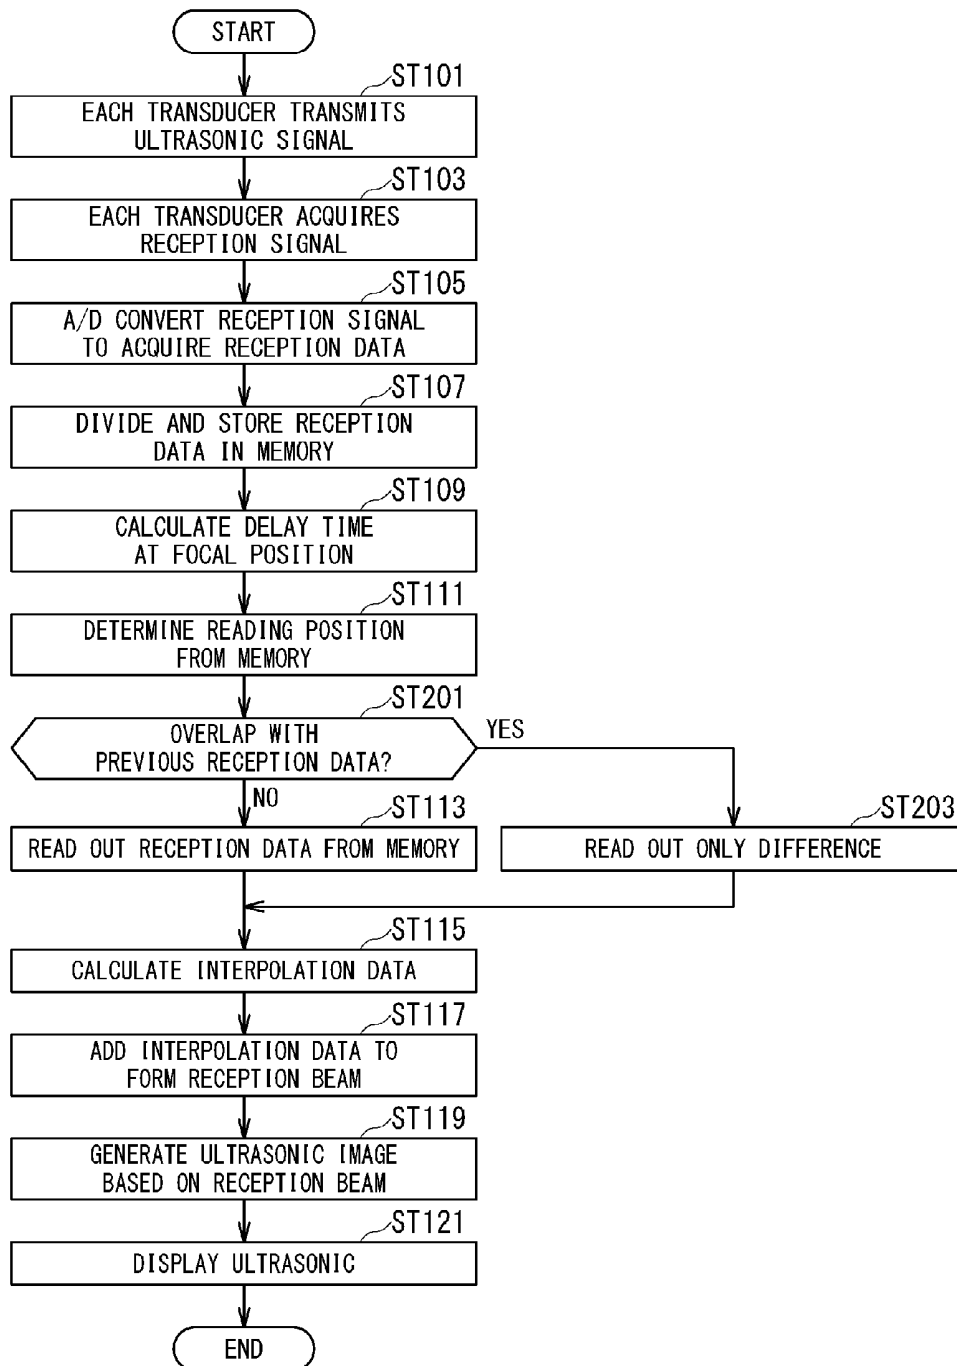 START
ST101
EACH TRANSDUCER TRANSMITS
ULTRASONIC SIGNAL
ST103
EACH TRANSDUCER ACQUIRES
RECEPTION SIGNAL
ST105
A/D CONVERT RECEPTION SIGNAL
TO ACQUIRE RECEPTION DATA
ST107
DIVIDE AND STORE RECEPTION
DATA IN MEMORY
ST109
CALCULATE DELAY TIME
AT FOCAL POSITION
ST111
DETERMINE READING POSITION
FROM MEMORY
ST201
OVERLAP WITH
PREVIOUS RECEPTION DATA?
YES
NO
ST113
READ OUT RECEPTION DATA FROM MEMORY
ST203
READ OUT ONLY DIFFERENCE
ST115
CALCULATE INTERPOLATION DATA
ST117
ADD INTERPOLATION DATA TO
FORM RECEPTION BEAM
ST119
GENERATE ULTRASONIC IMAGE
BASED ON RECEPTION BEAM
ST121
DISPLAY ULTRASONIC
END